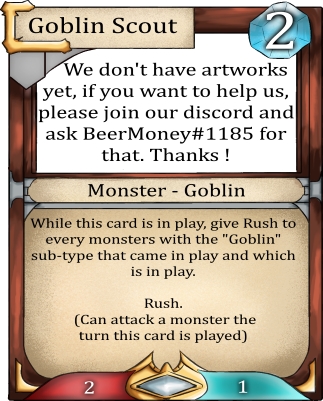 Goblin Scout
2
We don't have artworks
yet, if you want to help us,
please join our discord and
ask BeerMoney#1185 for
that. Thanks !
Monster - Goblin
While this card is in play, give Rush to
every monsters with the "Goblin"
sub-type that came in play and which
is in play.
Rush.
(Can attack a monster the
turn this card is played)
2
1